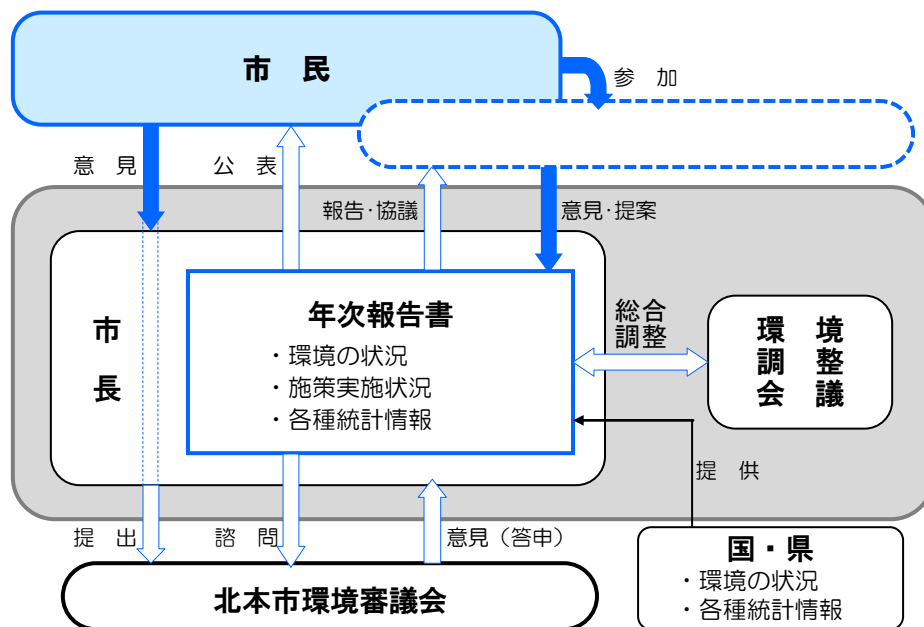 市　民
参　加
意　見
公　表
報告・協議
意見・提案
市
長
年次報告書
・環境の状況
・施策実施状況
・各種統計情報
総合
調整
環　境
調　整
会　議
提　供
提　出
諮　問
意見（答申）
国・県
・環境の状況
・各種統計情報
北本市環境審議会